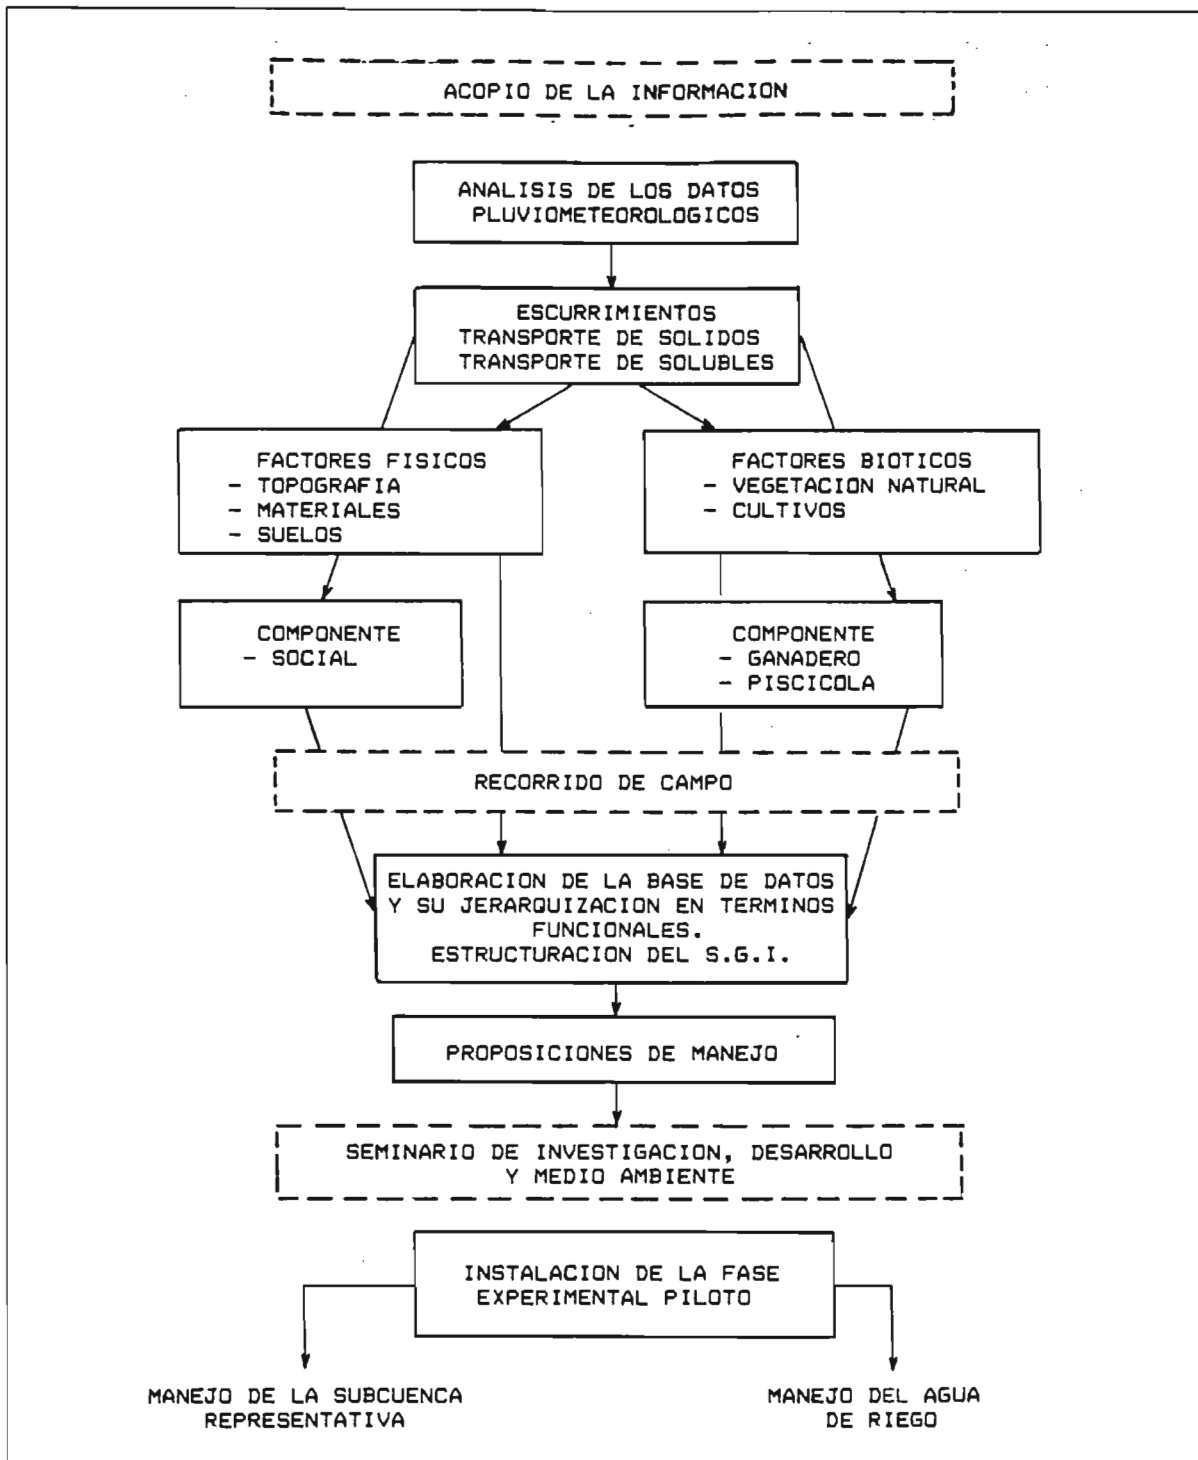 ACOPIO DE LA INFORMACION
ANALISIS DE LOS DATOS
PLUVIOMETEOROLOGICOS
ESCURRIMIENTOS
TRANSPORTE DE SOLIDOS
TRANSPORTE DE SOLUBLES
FACTORES FISICOS
- TOPOGRAFIA
- MATERIALES
- SUELOS
FACTORES BIOTICOS
- VEGETACION NATURAL
- CULTIVOS
COMPONENTE
- SOCIAL
COMPONENTE
- GANADERO
- PISCICOLA
RECORRIDO DE CAMPO
ELABORACION DE LA BASE DE DATOS
Y SU JERARQUIZACION EN TERMINOS
FUNCIONALES.
ESTRUCTURACION DEL S.G.I.
PROPOSICIONES DE MANEJO
SEMINARIO DE INVESTIGACION, DESARROLLO
Y MEDIO AMBIENTE
INSTALACION DE LA FASE
EXPERIMENTAL PILOTO
MANEJO DE LA SUBCUENCA
REPRESENTATIVA
MANEJO DEL AGUA
DE RIEGO